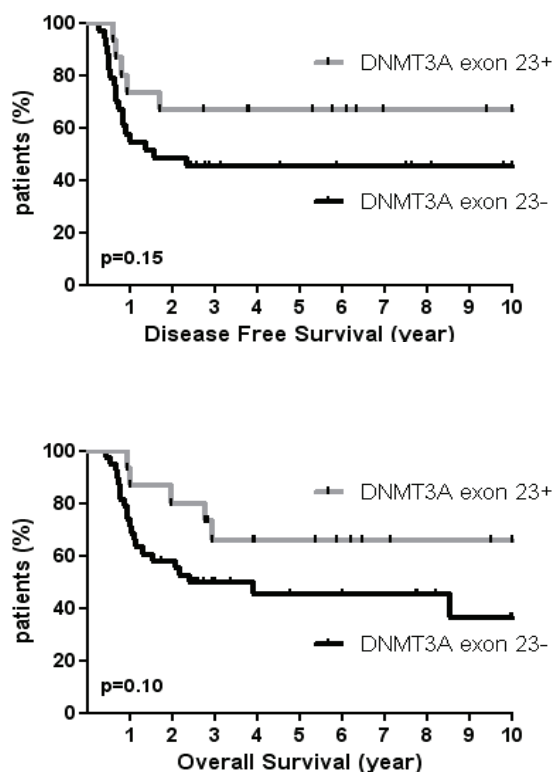 100
80
60
40
20
0
patients (%)
DNMT3A exon 23+
DNMT3A exon 23-
p=0.15
1 2 3 4 5 6 7 8 9 10
Disease Free Survival (year)
100
80
60
40
20
0
patients (%)
DNMT3A exon 23+
DNMT3A exon 23-
p=0.10
1 2 3 4 5 6 7 8 9 10
Overall Survival (year)